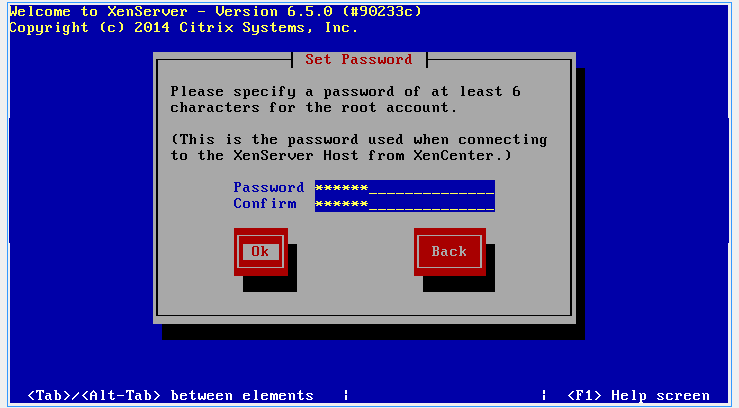 Welcome to XenServer - Version 6.5.0 (#90233c)
Copyright (c) 2014 Citrix Systems, Inc.
Set Password
Please specify a password of at least 6
characters for the root account.
(This is the password used when connecting
to the XenServer Host from XenCenter.)
Password ******______________
Confirm ******______________
Ok Back
<Tab>/<Alt-Tab> between elements | | <F1> Help screen